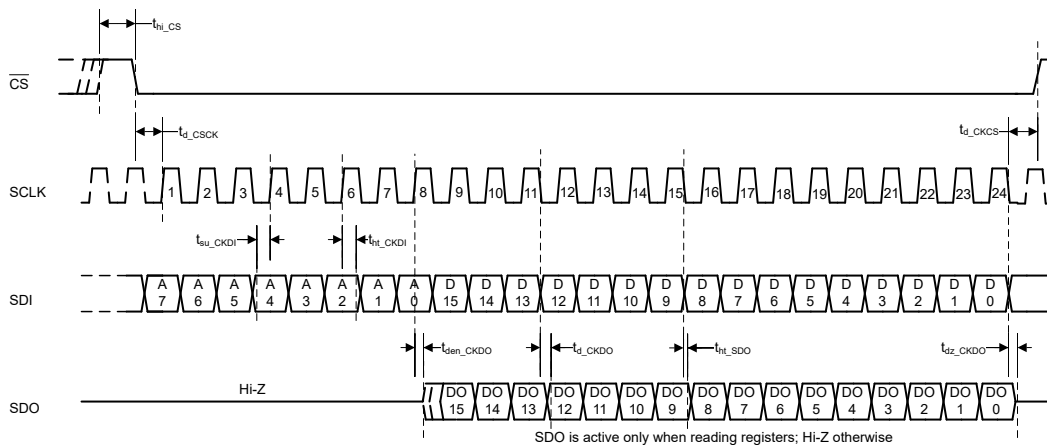 t_hi_CS
CS
t_d_CSCK
t_d_CKCS
SCLK
1 2 3 4 5 6 7 8 9 10 11 12 13 14 15 16 17 18 19 20 21 22 23 24
t_su_CKDI
t_ht_CKDI
SDI
A A A A A A A A D D D D D D D D D D D D D D D D
7 6 5 4 3 2 1 0 15 14 13 12 11 10 9 8 7 6 5 4 3 2 1 0
t_den_CKDO
t_d_CKDO
t_ht_SDO
t_dz_CKDO
Hi-Z
SDO
DO DO DO DO DO DO DO DO DO DO DO DO DO DO DO DO
15 14 13 12 11 10 9 8 7 6 5 4 3 2 1 0
SDO is active only when reading registers; Hi-Z otherwise